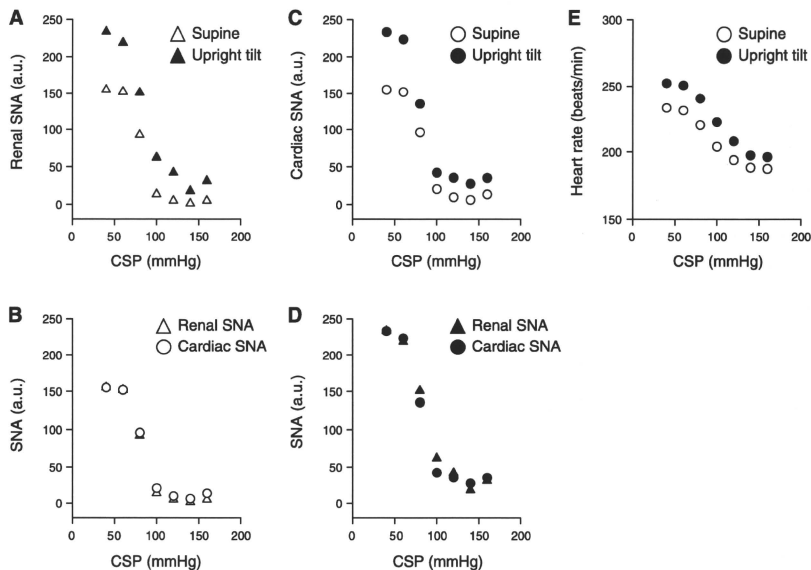 A
Supine
Upright tilt
Renal SNA (a.u.)
250
200
150
100
50
0
0 50 100 150 200
CSP (mmHg)
C
Supine
Upright tilt
Cardiac SNA (a.u.)
250
200
150
100
50
0
0 50 100 150 200
CSP (mmHg)
E
Supine
Upright tilt
Heart rate (beats/min)
300
250
200
150
0 50 100 150 200
CSP (mmHg)
B
Renal SNA
Cardiac SNA
SNA (a.u.)
250
200
150
100
50
0
0 50 100 150 200
CSP (mmHg)
D
Renal SNA
Cardiac SNA
SNA (a.u.)
250
200
150
100
50
0
0 50 100 150 200
CSP (mmHg)